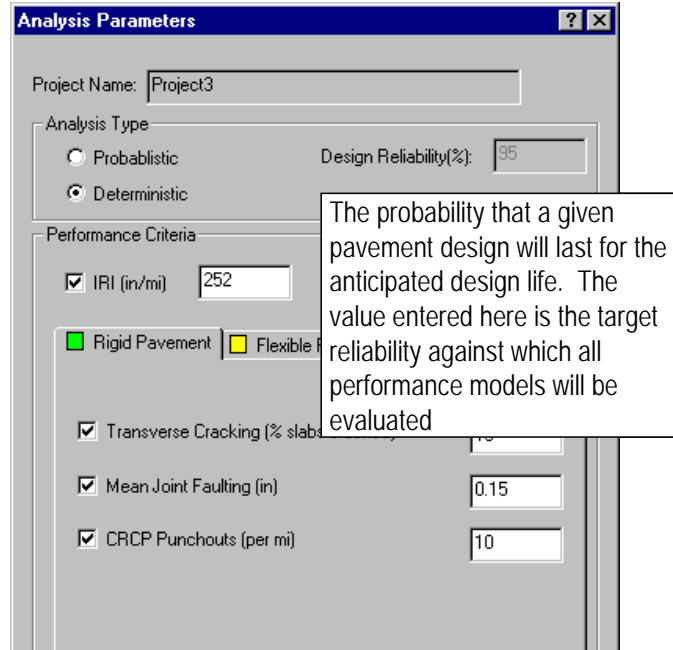 Analysis Parameters
Project Name: Project3
Analysis Type
Probablistic
Design Reliability(%): 95
Deterministic
The probability that a given
pavement design will last for the
anticipated design life. The
value entered here is the target
reliability against which all
performance models will be
evaluated
Performance Criteria
IRI (in/mi) 252
Rigid Pavement Flexible
Transverse Cracking (% slabs
Mean Joint Faulting (in) 0.15
CRCP Punchouts (per mi) 10